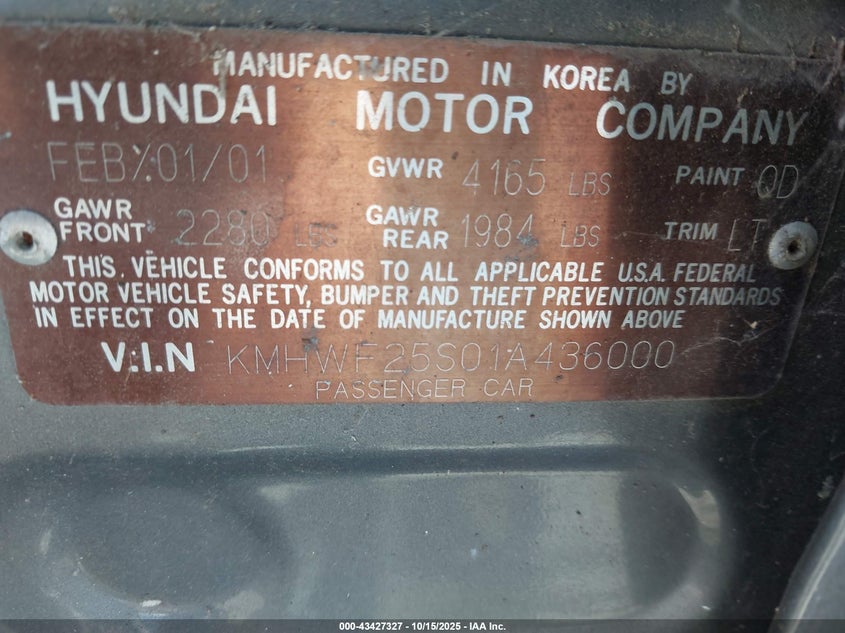 MANUFACTURED IN KOREA BY
HYUNDAI MOTOR COMPANY
FEB/01/01 GVWR 4165 LBS PAINT QD
GAWR FRONT 2280 LBS GAWR REAR 1984 LBS TRIM LT
THIS VEHICLE CONFORMS TO ALL APPLICABLE U.S.A. FEDERAL
MOTOR VEHICLE SAFETY, BUMPER AND THEFT PREVENTION STANDARDS
IN EFFECT ON THE DATE OF MANUFACTURE SHOWN ABOVE
V.I.N KMHWF25S01A436000
PASSENGER CAR
000-43427327 - 10/15/2025 - IAA Inc.